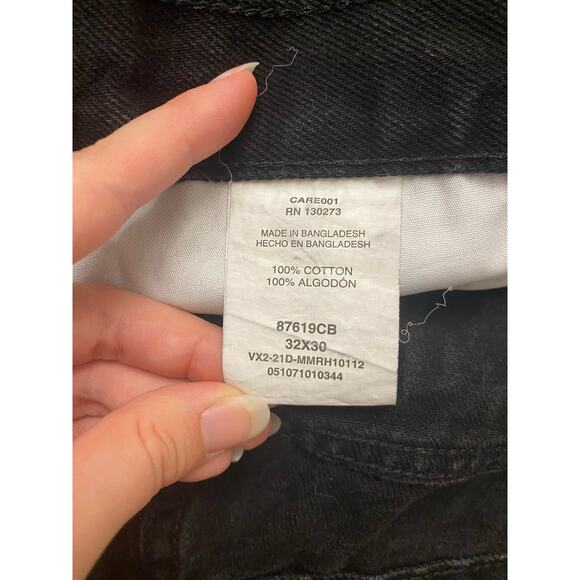 CARE001
RN 130273
MADE IN BANGLADESH
HECHO EN BANGLADESH
100% COTTON
100% ALGODÓN
87619CB
32X30
VX2-21D-MMRH10112
051071010344